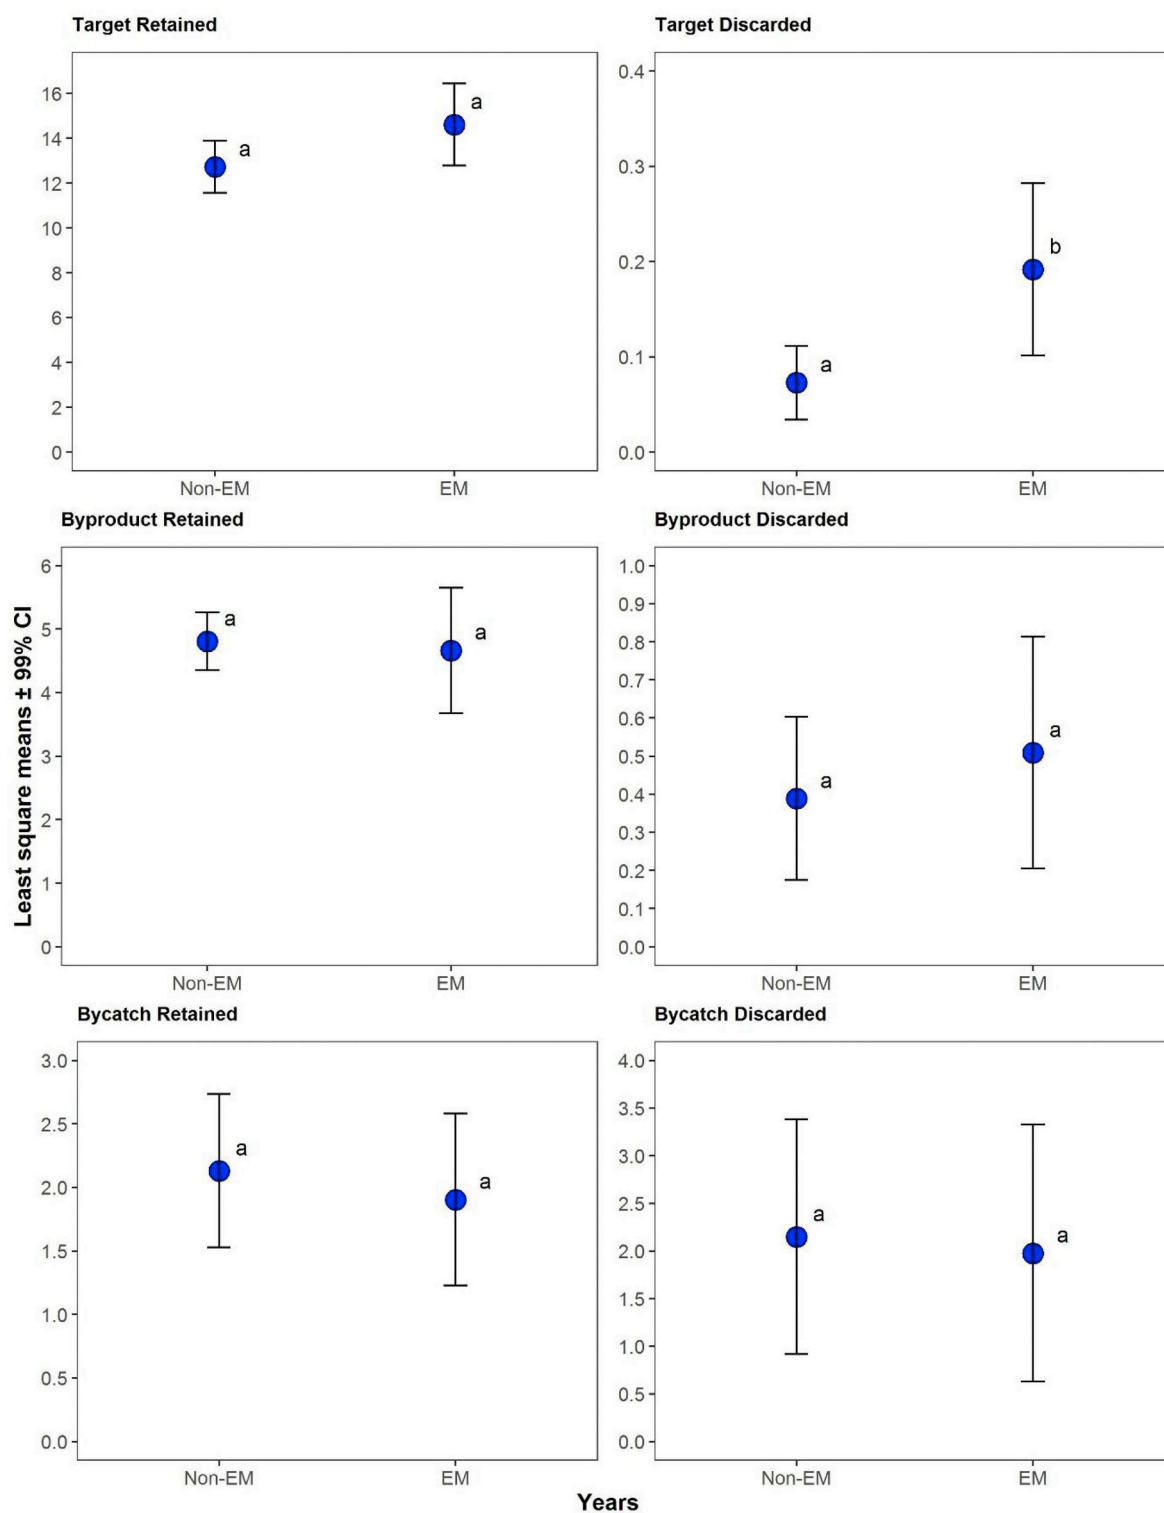 Target Retained
16
14
12
10
8
6
4
2
0
a
a
Non-EM EM
Target Discarded
0.4
0.3
0.2
0.1
0.0
a
b
Non-EM EM
Byproduct Retained
6
5
4
3
2
1
0
a
a
Non-EM EM
Byproduct Discarded
1.0
0.9
0.8
0.7
0.6
0.5
0.4
0.3
0.2
0.1
0.0
a
a
Non-EM EM
Least square means ± 99% CI
Bycatch Retained
3.0
2.5
2.0
1.5
1.0
0.5
0.0
a
a
Non-EM EM
Bycatch Discarded
4.0
3.5
3.0
2.5
2.0
1.5
1.0
0.5
0.0
a
a
Non-EM EM
Years